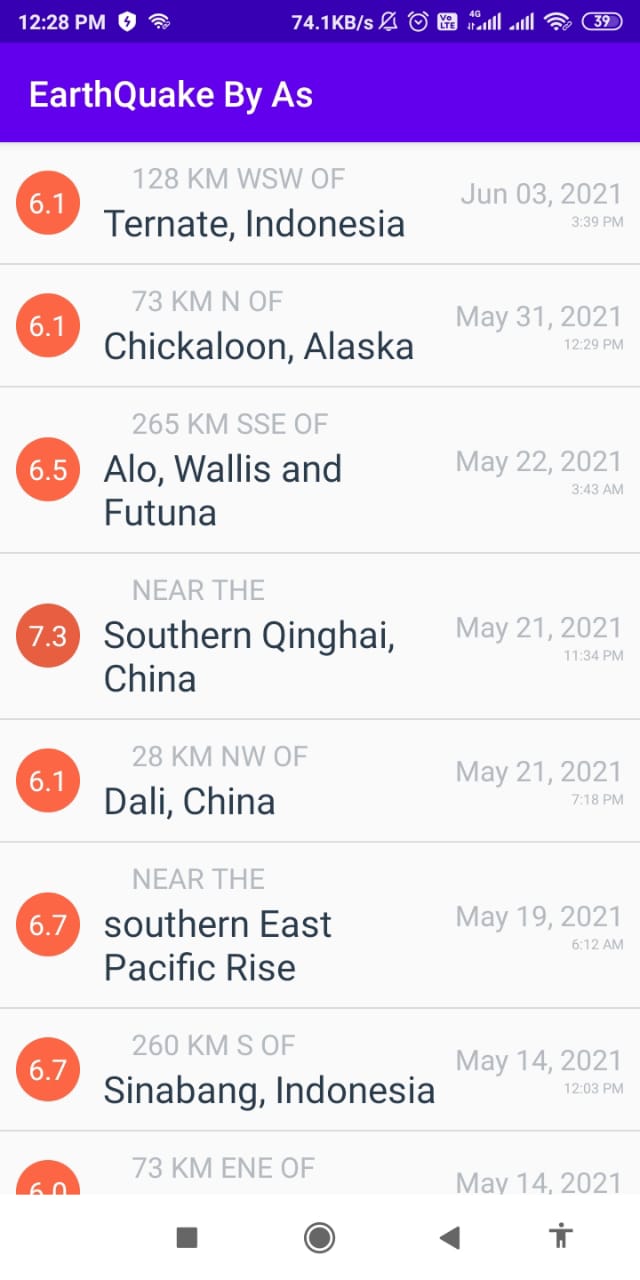 12:28 PM 74.1KB/s Vo LTE 4G 39
EarthQuake By As
128 KM WSW OF
6.1 Ternate, Indonesia Jun 03, 2021
3:39 PM
73 KM N OF
6.1 Chickaloon, Alaska May 31, 2021
12:29 PM
265 KM SSE OF
6.5 Alo, Wallis and May 22, 2021
Futuna 3:43 AM
NEAR THE
7.3 Southern Qinghai, May 21, 2021
China 11:34 PM
28 KM NW OF
6.1 Dali, China May 21, 2021
7:18 PM
NEAR THE
6.7 southern East May 19, 2021
Pacific Rise 6:12 AM
260 KM S OF
6.7 Sinabang, Indonesia May 14, 2021
12:03 PM
73 KM ENE OF
6.0 May 14, 2021